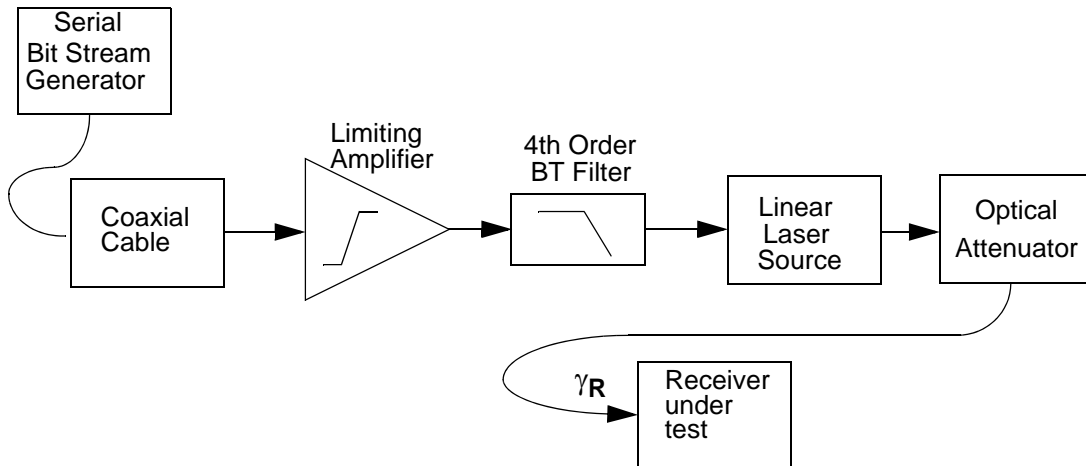 Serial
Bit Stream
Generator
Limiting
Amplifier
4th Order
BT Filter
Coaxial
Cable
Linear
Laser
Source
Optical
Attenuator
γR
Receiver
under
test